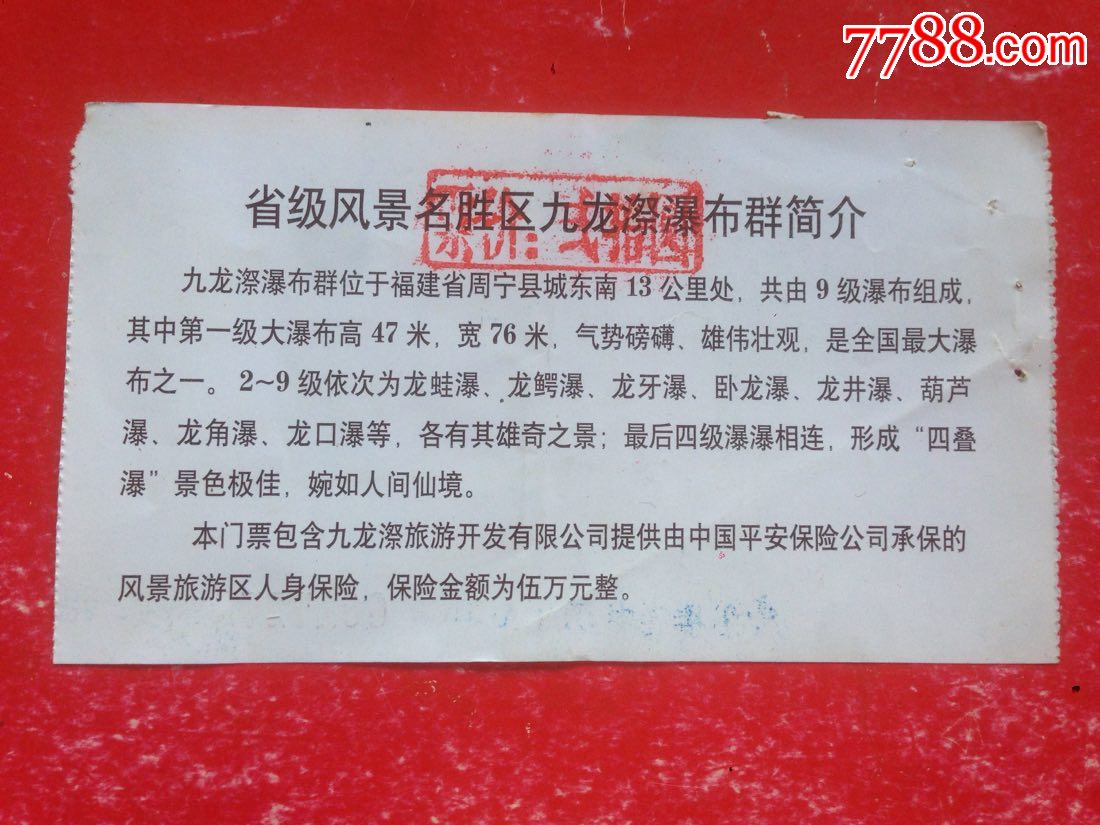 7788.com
省级风景名胜区九龙漈瀑布群简介
九龙漈瀑布群位于福建省周宁县城东南13公里处，共由9级瀑布组成，
其中第一级大瀑布高47米，宽76米，气势磅礴、雄伟壮观，是全国最大瀑
布之一。2~9级依次为龙蛙瀑、龙鳄瀑、龙牙瀑、卧龙瀑、龙井瀑、葫芦
瀑、龙角瀑、龙口瀑等，各有其雄奇之景；最后四级瀑瀑相连，形成“四叠
瀑”景色极佳，婉如人间仙境。
本门票包含九龙漈旅游开发有限公司提供由中国平安保险公司承保的
风景旅游区人身保险，保险金额为伍万元整。